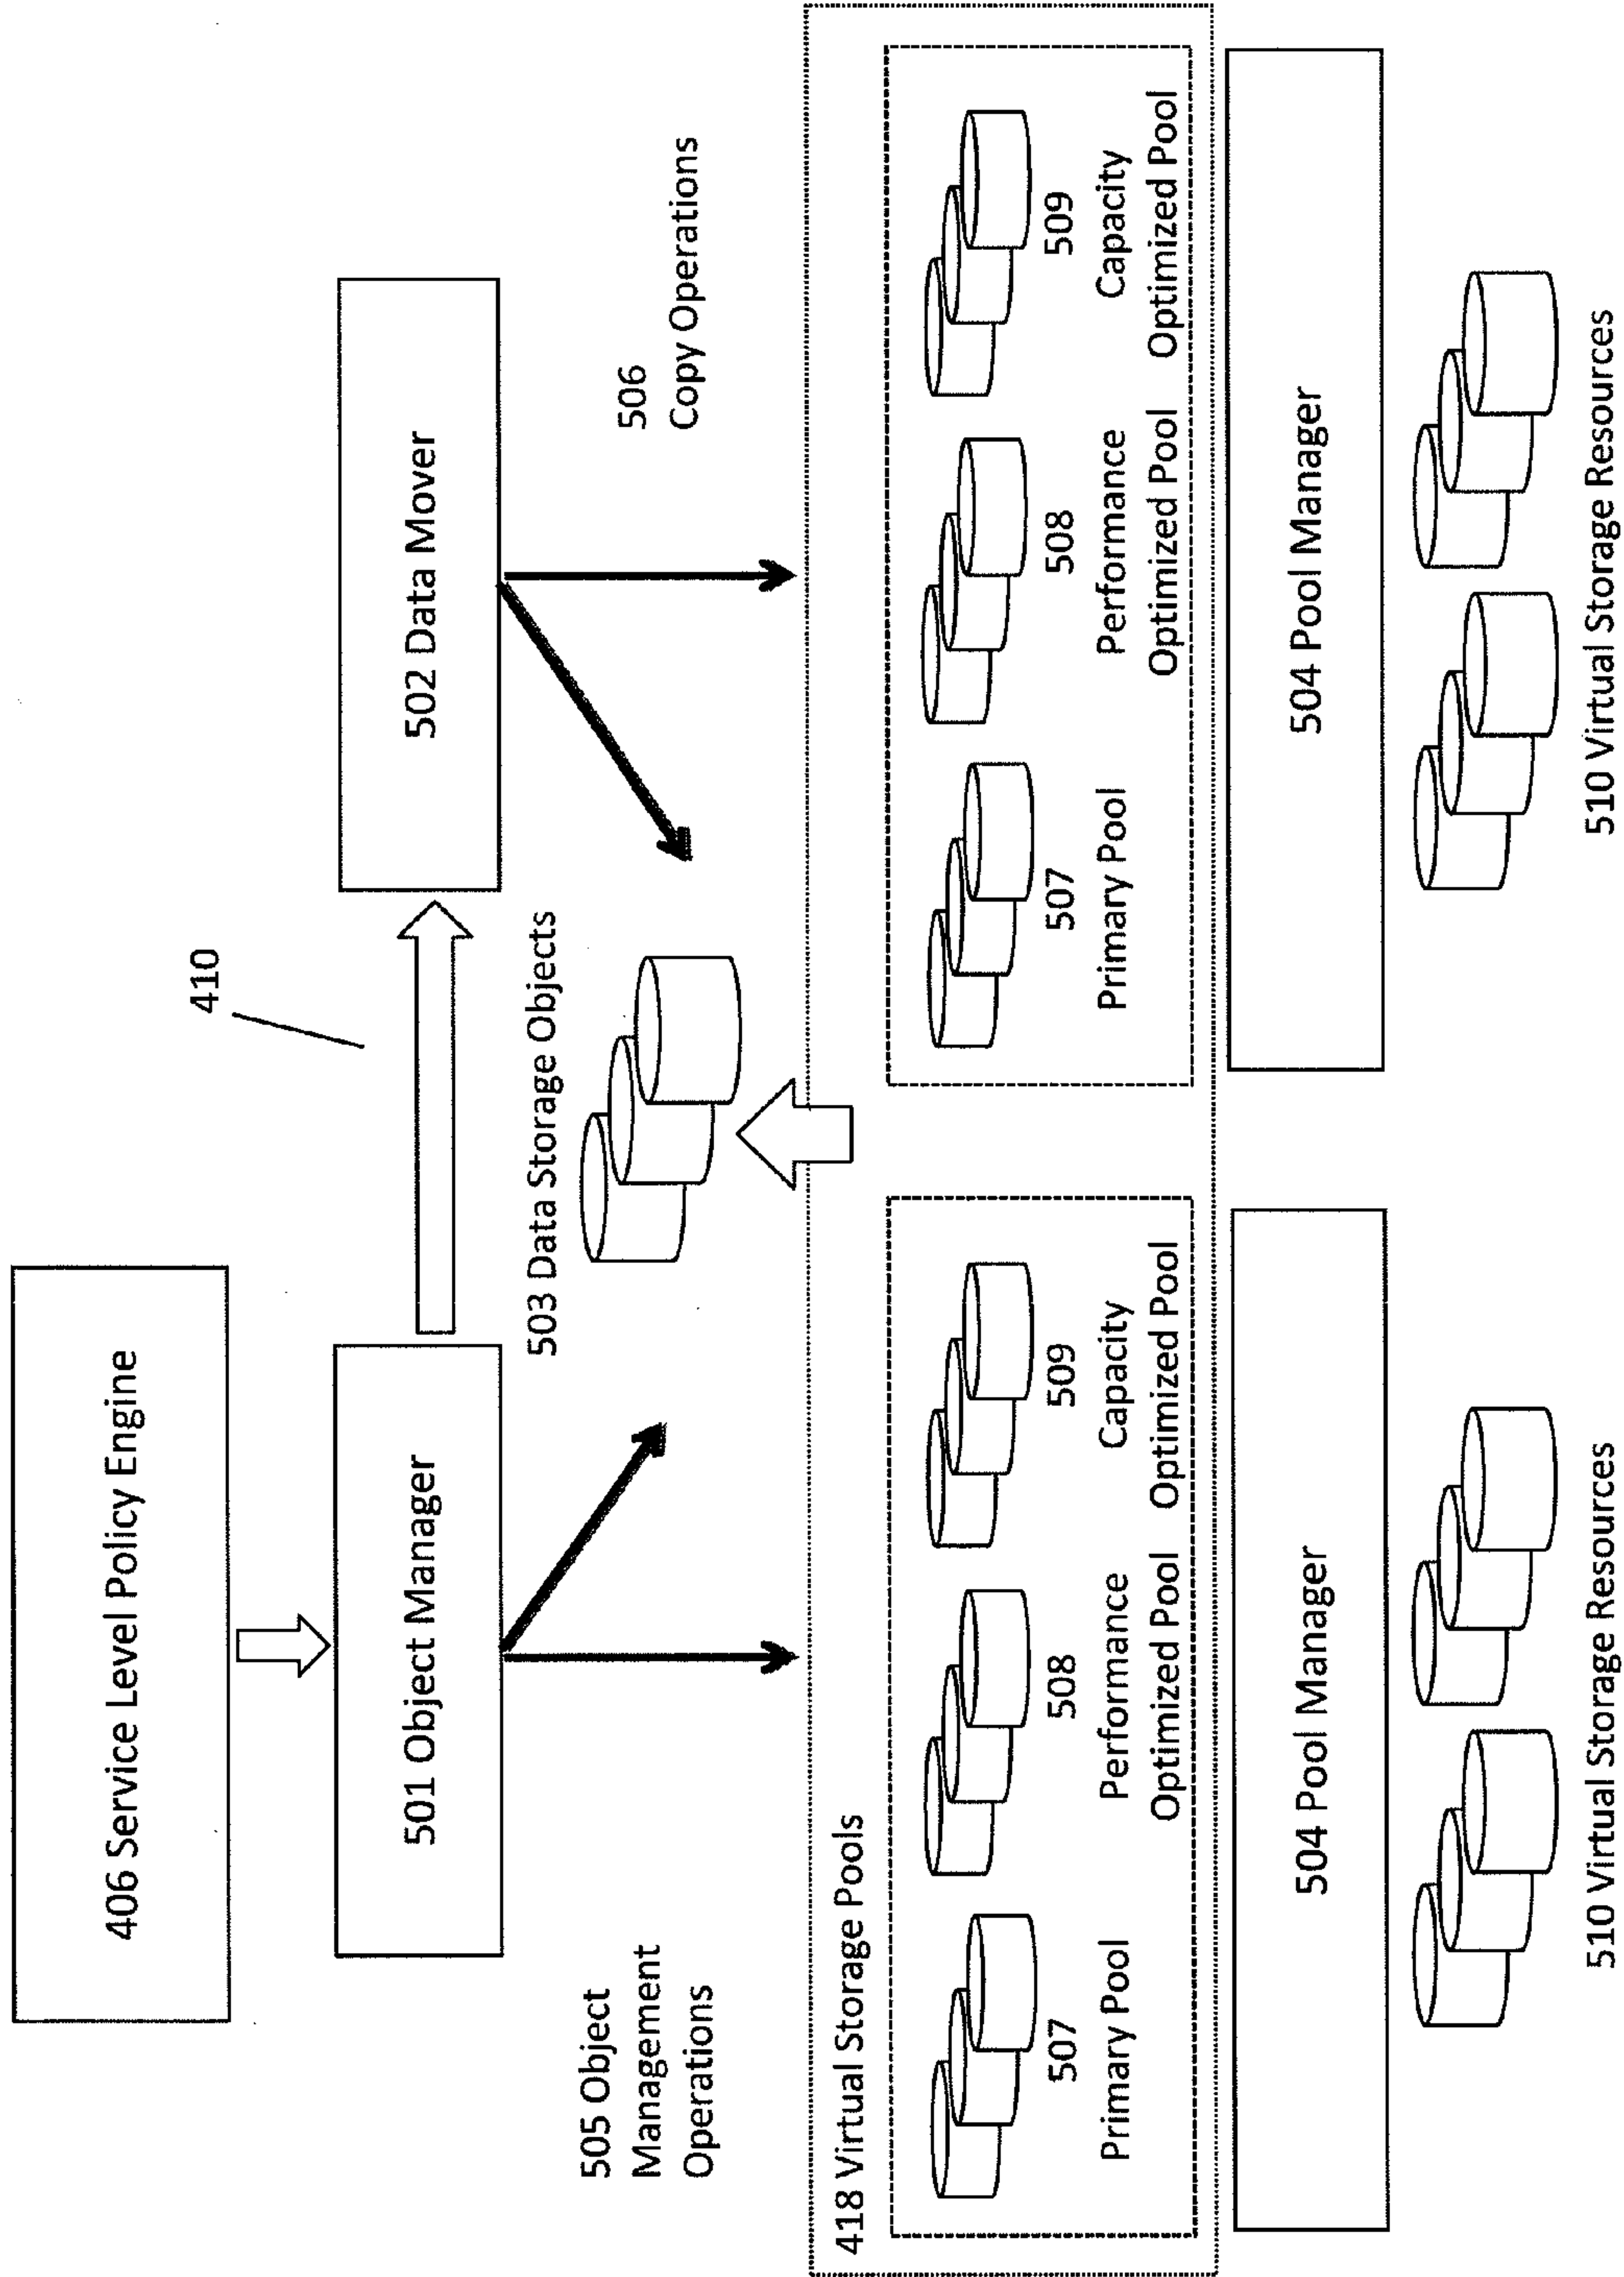 406 Service Level Policy Engine
410
501 Object Manager
502 Data Mover
503 Data Storage Objects
505 Object
Management
Operations
506
Copy Operations
418 Virtual Storage Pools
507
Primary Pool
508
Performance
Optimized Pool
509
Capacity
Optimized Pool
507
Primary Pool
508
Performance
Optimized Pool
509
Capacity
Optimized Pool
504 Pool Manager
504 Pool Manager
510 Virtual Storage Resources
510 Virtual Storage Resources